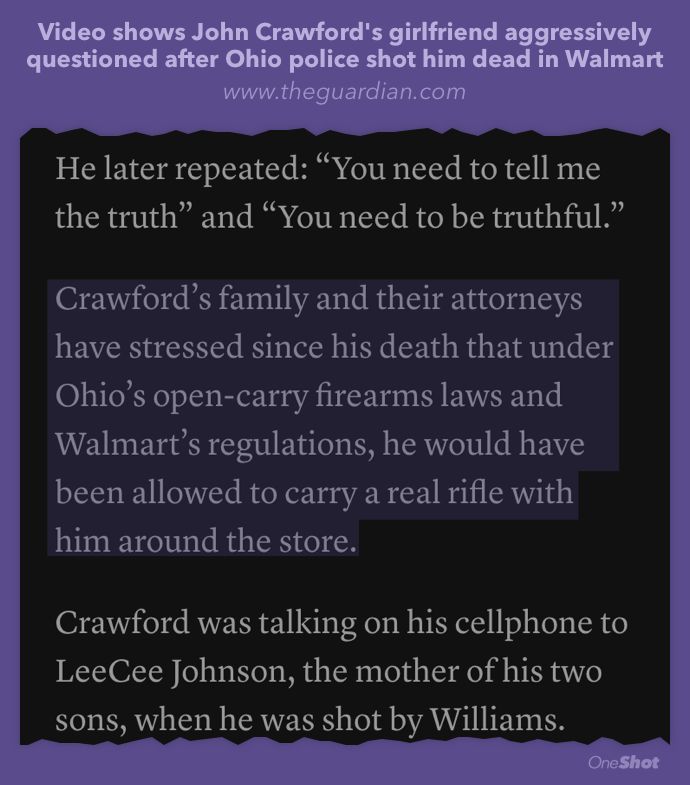 Video shows John Crawford's girlfriend aggressively
questioned after Ohio police shot him dead in Walmart
www.theguardian.com
He later repeated: “You need to tell me
the truth” and “You need to be truthful.”
Crawford’s family and their attorneys
have stressed since his death that under
Ohio’s open-carry firearms laws and
Walmart’s regulations, he would have
been allowed to carry a real rifle with
him around the store.
Crawford was talking on his cellphone to
LeeCee Johnson, the mother of his two
sons, when he was shot by Williams.
OneShot